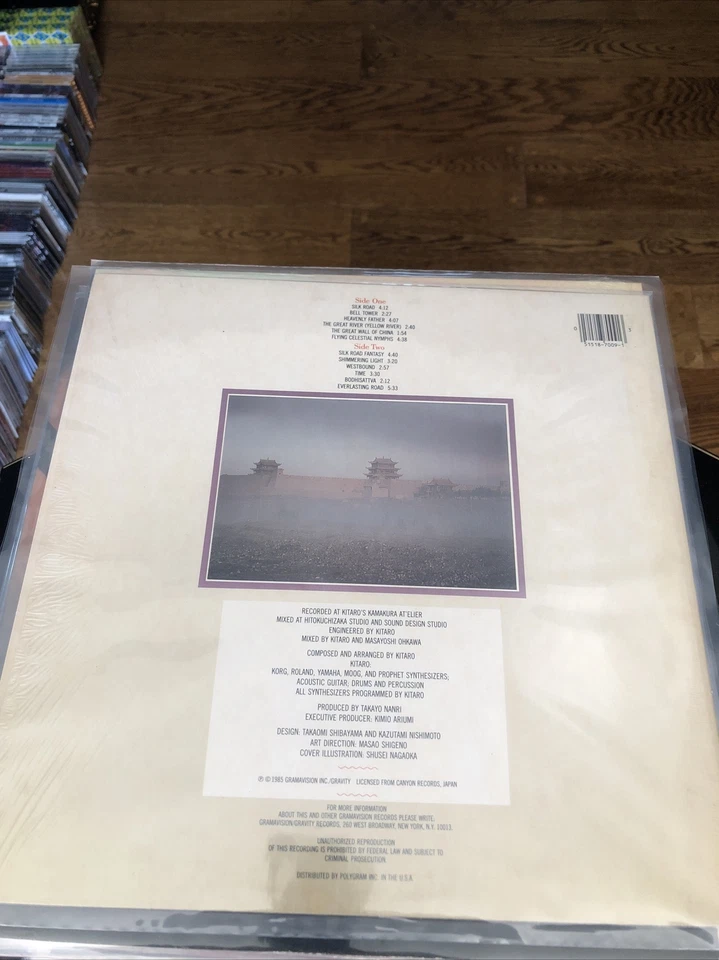 Side One
SILK ROAD 4:12
BELL TOWER 2:27
HEAVENLY FATHER 4:07
THE GREAT RIVER (YELLOW RIVER) 2:40
THE GREAT WALL OF CHINA 1:54
FLYING CELESTIAL NYMPHS 4:38
Side Two
SILK ROAD FANTASY 4:40
SHIMMERING LIGHT 3:20
WESTBOUND 2:57
TIME 3:30
BODHISATTVA 2:12
EVERLASTING ROAD 5:33
51518-7009-1
RECORDED AT KITARO'S KAMAKURA AT'ELIER
MIXED AT HITOKUCHIZAKA STUDIO AND SOUND DESIGN STUDIO
ENGINEERED BY KITARO
MIXED BY KITARO AND MASAYOSHI OHKAWA
COMPOSED AND ARRANGED BY KITARO
KITARO:
KORG, ROLAND, YAMAHA, MOOG, AND PROPHET SYNTHESIZERS;
ACOUSTIC GUITAR; DRUMS AND PERCUSSION
ALL SYNTHESIZERS PROGRAMMED BY KITARO
PRODUCED BY TAKAYO NANRI
EXECUTIVE PRODUCER: KIMIO ARIUMI
DESIGN: TAKAOMI SHIBAYAMA AND KAZUTAMI NISHIMOTO
ART DIRECTION: MASAO SHIGENO
COVER ILLUSTRATION: SHUSEI NAGAOKA
℗ © 1985 GRAMAVISION INC./GRAVITY LICENSED FROM CANYON RECORDS, JAPAN
FOR MORE INFORMATION
ABOUT THIS AND OTHER GRAMAVISION RECORDS PLEASE WRITE:
GRAMAVISION/GRAVITY RECORDS, 260 WEST BROADWAY, NEW YORK, N.Y. 10013.
UNAUTHORIZED REPRODUCTION
OF THIS RECORDING IS PROHIBITED BY FEDERAL LAW AND SUBJECT TO
CRIMINAL PROSECUTION.
DISTRIBUTED BY POLYGRAM INC. IN THE U.S.A.